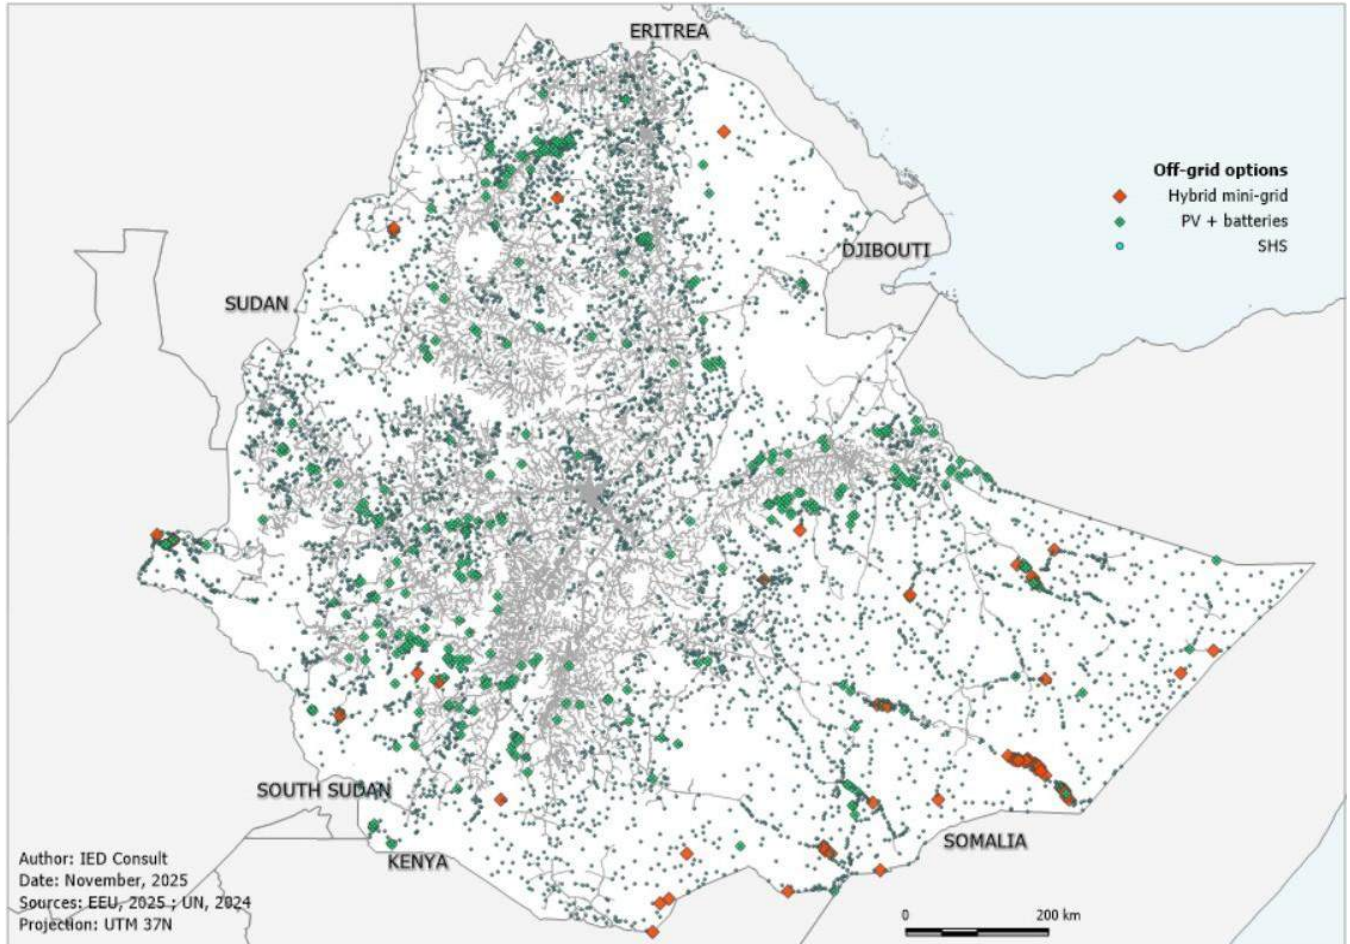 ERITREA
Off-grid options
Hybrid mini-grid
PV + batteries
SHS
DJIBOUTI
SUDAN
SOUTH SUDAN
SOMALIA
KENYA
Author: IED Consult
Date: November, 2025
Sources: EEU, 2025 ; UN, 2024
Projection: UTM 37N
0 200 km